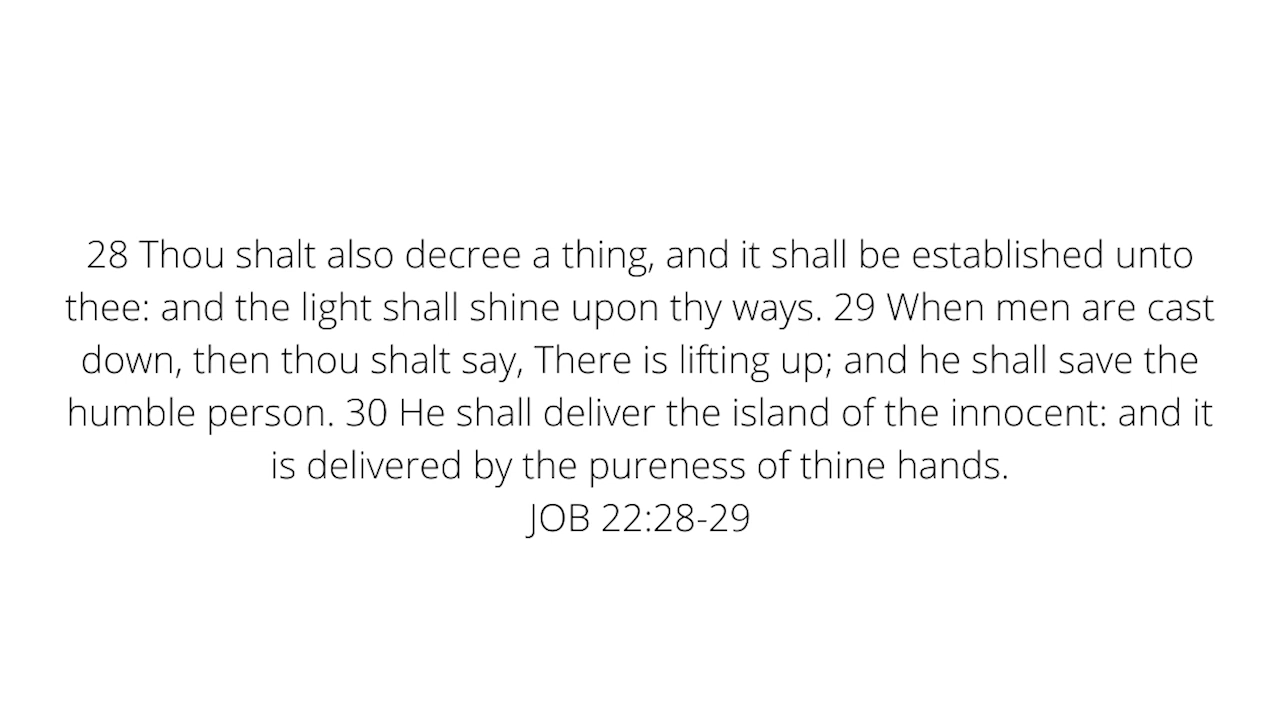 28 Thou shalt also decree a thing, and it shall be established unto
thee: and the light shall shine upon thy ways. 29 When men are cast
down, then thou shalt say, There is lifting up; and he shall save the
humble person. 30 He shall deliver the island of the innocent: and it
is delivered by the pureness of thine hands.
JOB 22:28-29